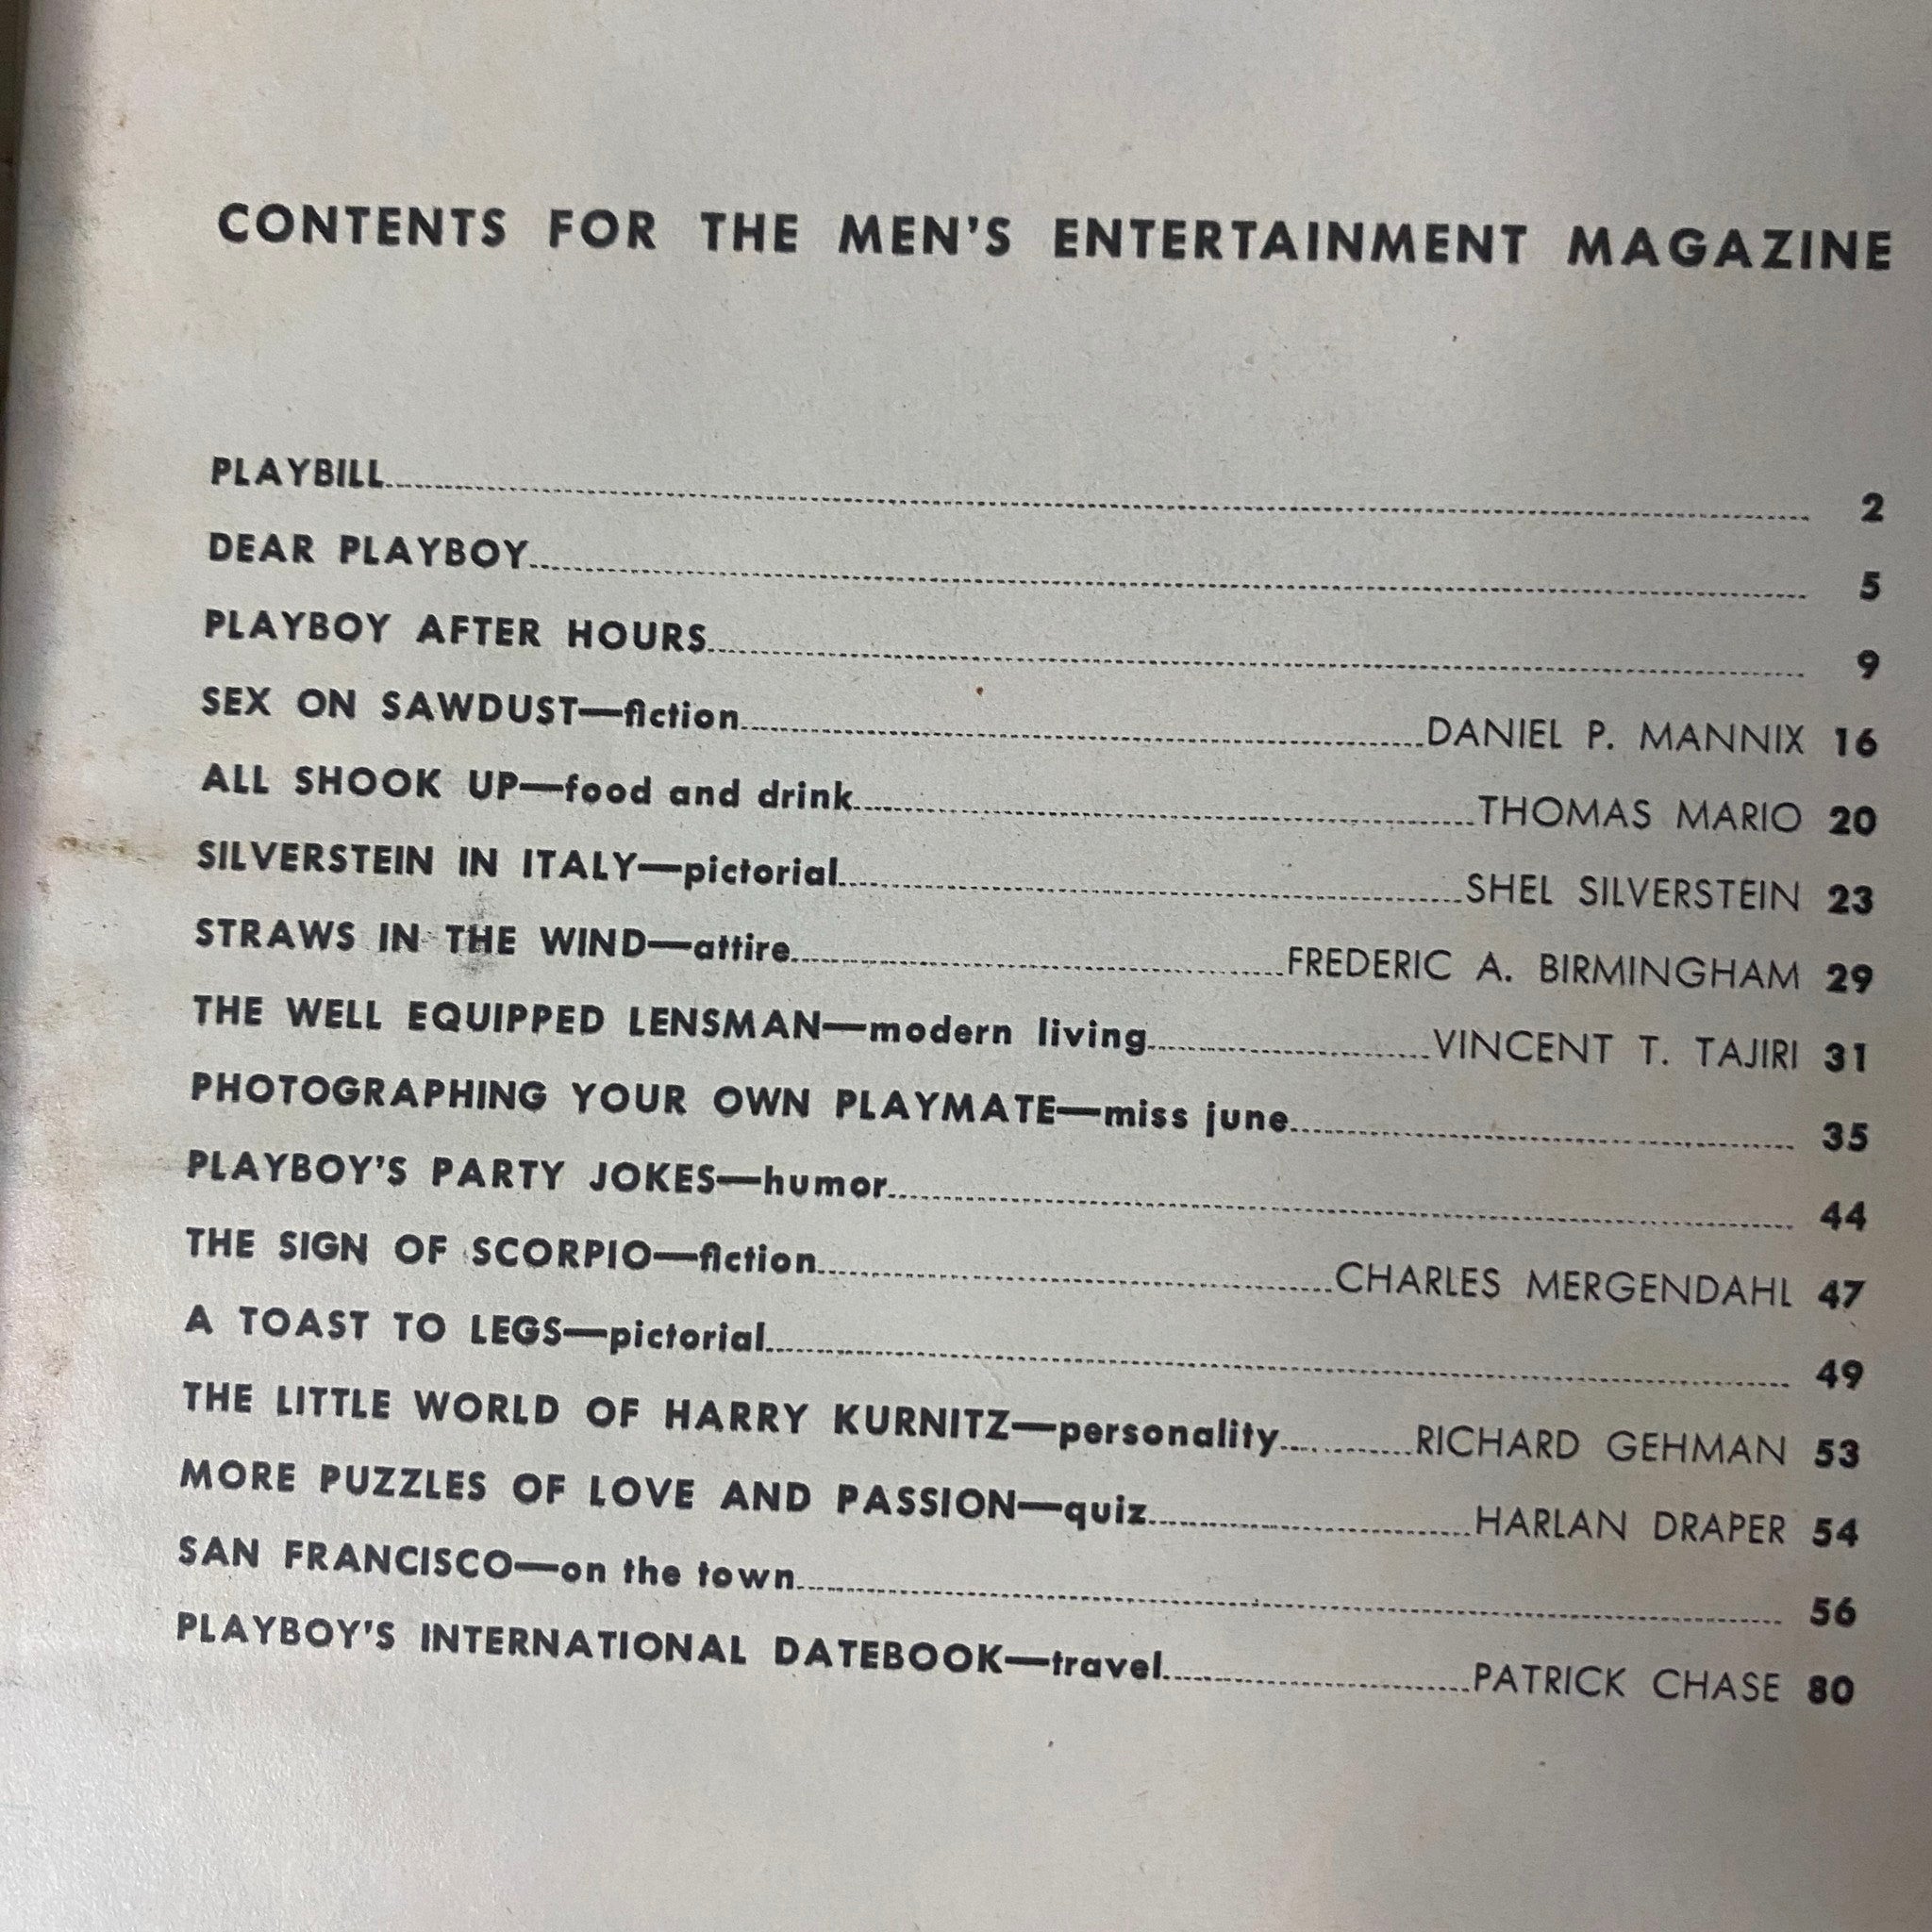 CONTENTS FOR THE MEN'S ENTERTAINMENT MAGAZINE
PLAYBILL 2
DEAR PLAYBOY 5
PLAYBOY AFTER HOURS 9
SEX ON SAWDUST—fiction DANIEL P. MANNIX 16
ALL SHOOK UP—food and drink THOMAS MARIO 20
SILVERSTEIN IN ITALY—pictorial SHEL SILVERSTEIN 23
STRAWS IN THE WIND—attire FREDERIC A. BIRMINGHAM 29
THE WELL EQUIPPED LENSMAN—modern living VINCENT T. TAJIRI 31
PHOTOGRAPHING YOUR OWN PLAYMATE—miss june 35
PLAYBOY'S PARTY JOKES—humor 44
THE SIGN OF SCORPIO—fiction CHARLES MERGENDAHL 47
A TOAST TO LEGS—pictorial 49
THE LITTLE WORLD OF HARRY KURNITZ—personality RICHARD GEHMAN 53
MORE PUZZLES OF LOVE AND PASSION—quiz HARLAN DRAPER 54
SAN FRANCISCO—on the town 56
PLAYBOY'S INTERNATIONAL DATEBOOK—travel PATRICK CHASE 80